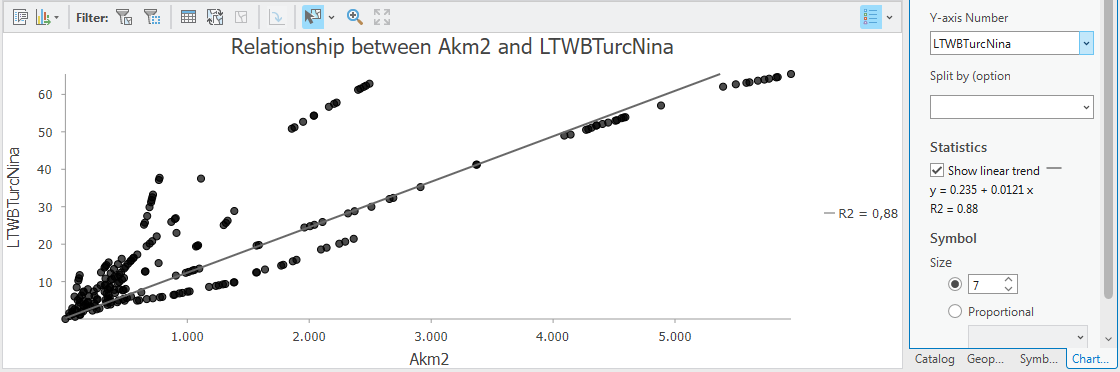 Filter:
Relationship between Akm2 and LTWBTurcNina
LTWBTurcNina
60
50
40
30
20
10
1.000
2.000
3.000
4.000
5.000
Akm2
R2 = 0,88
Y-axis Number
LTWBTurcNina
Split by (option
Statistics
Show linear trend
y = 0.235 + 0.0121 x
R2 = 0.88
Symbol
Size
7
Proportional
Catalog
Geop...
Symb...
Chart...